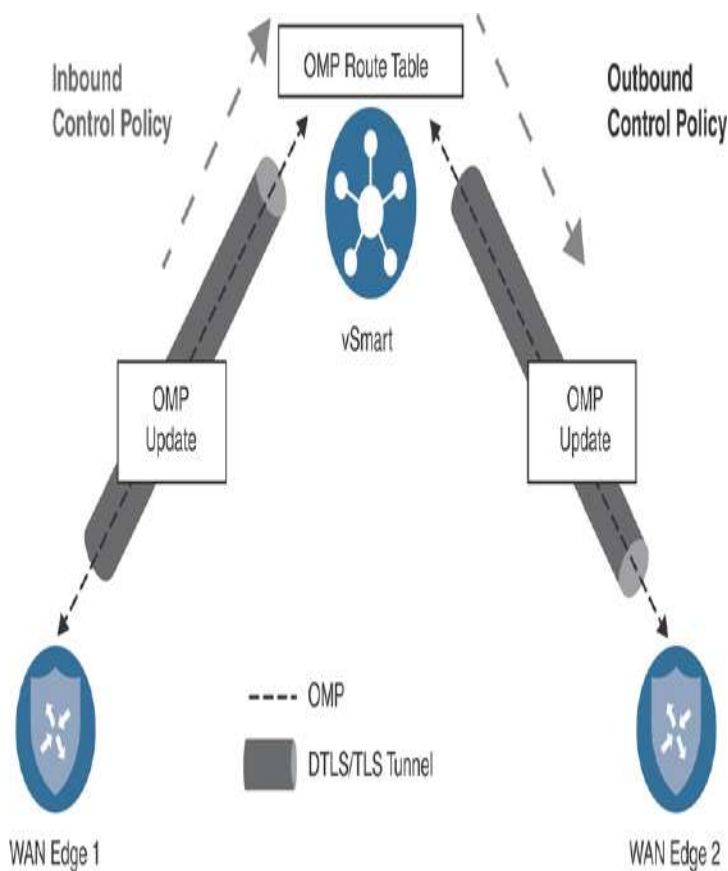 OMP Route Table
Inbound
Control Policy
Outbound
Control Policy
vSmart
OMP
Update
OMP
Update
OMP
DTLS/TLS Tunnel
WAN Edge 1
WAN Edge 2